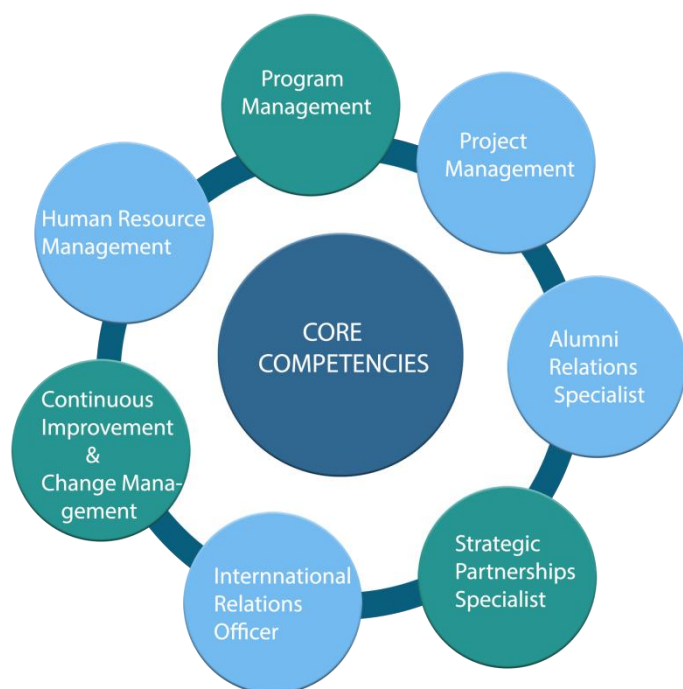 Program
Management
Project
Management
Human Resource
Management
CORE
COMPETENCIES
Alumni
Relations
Specialist
Continuous
Improvement
&
Change Mana-
gement
Strategic
Partnerships
Specialist
Internnational
Relations
Officer